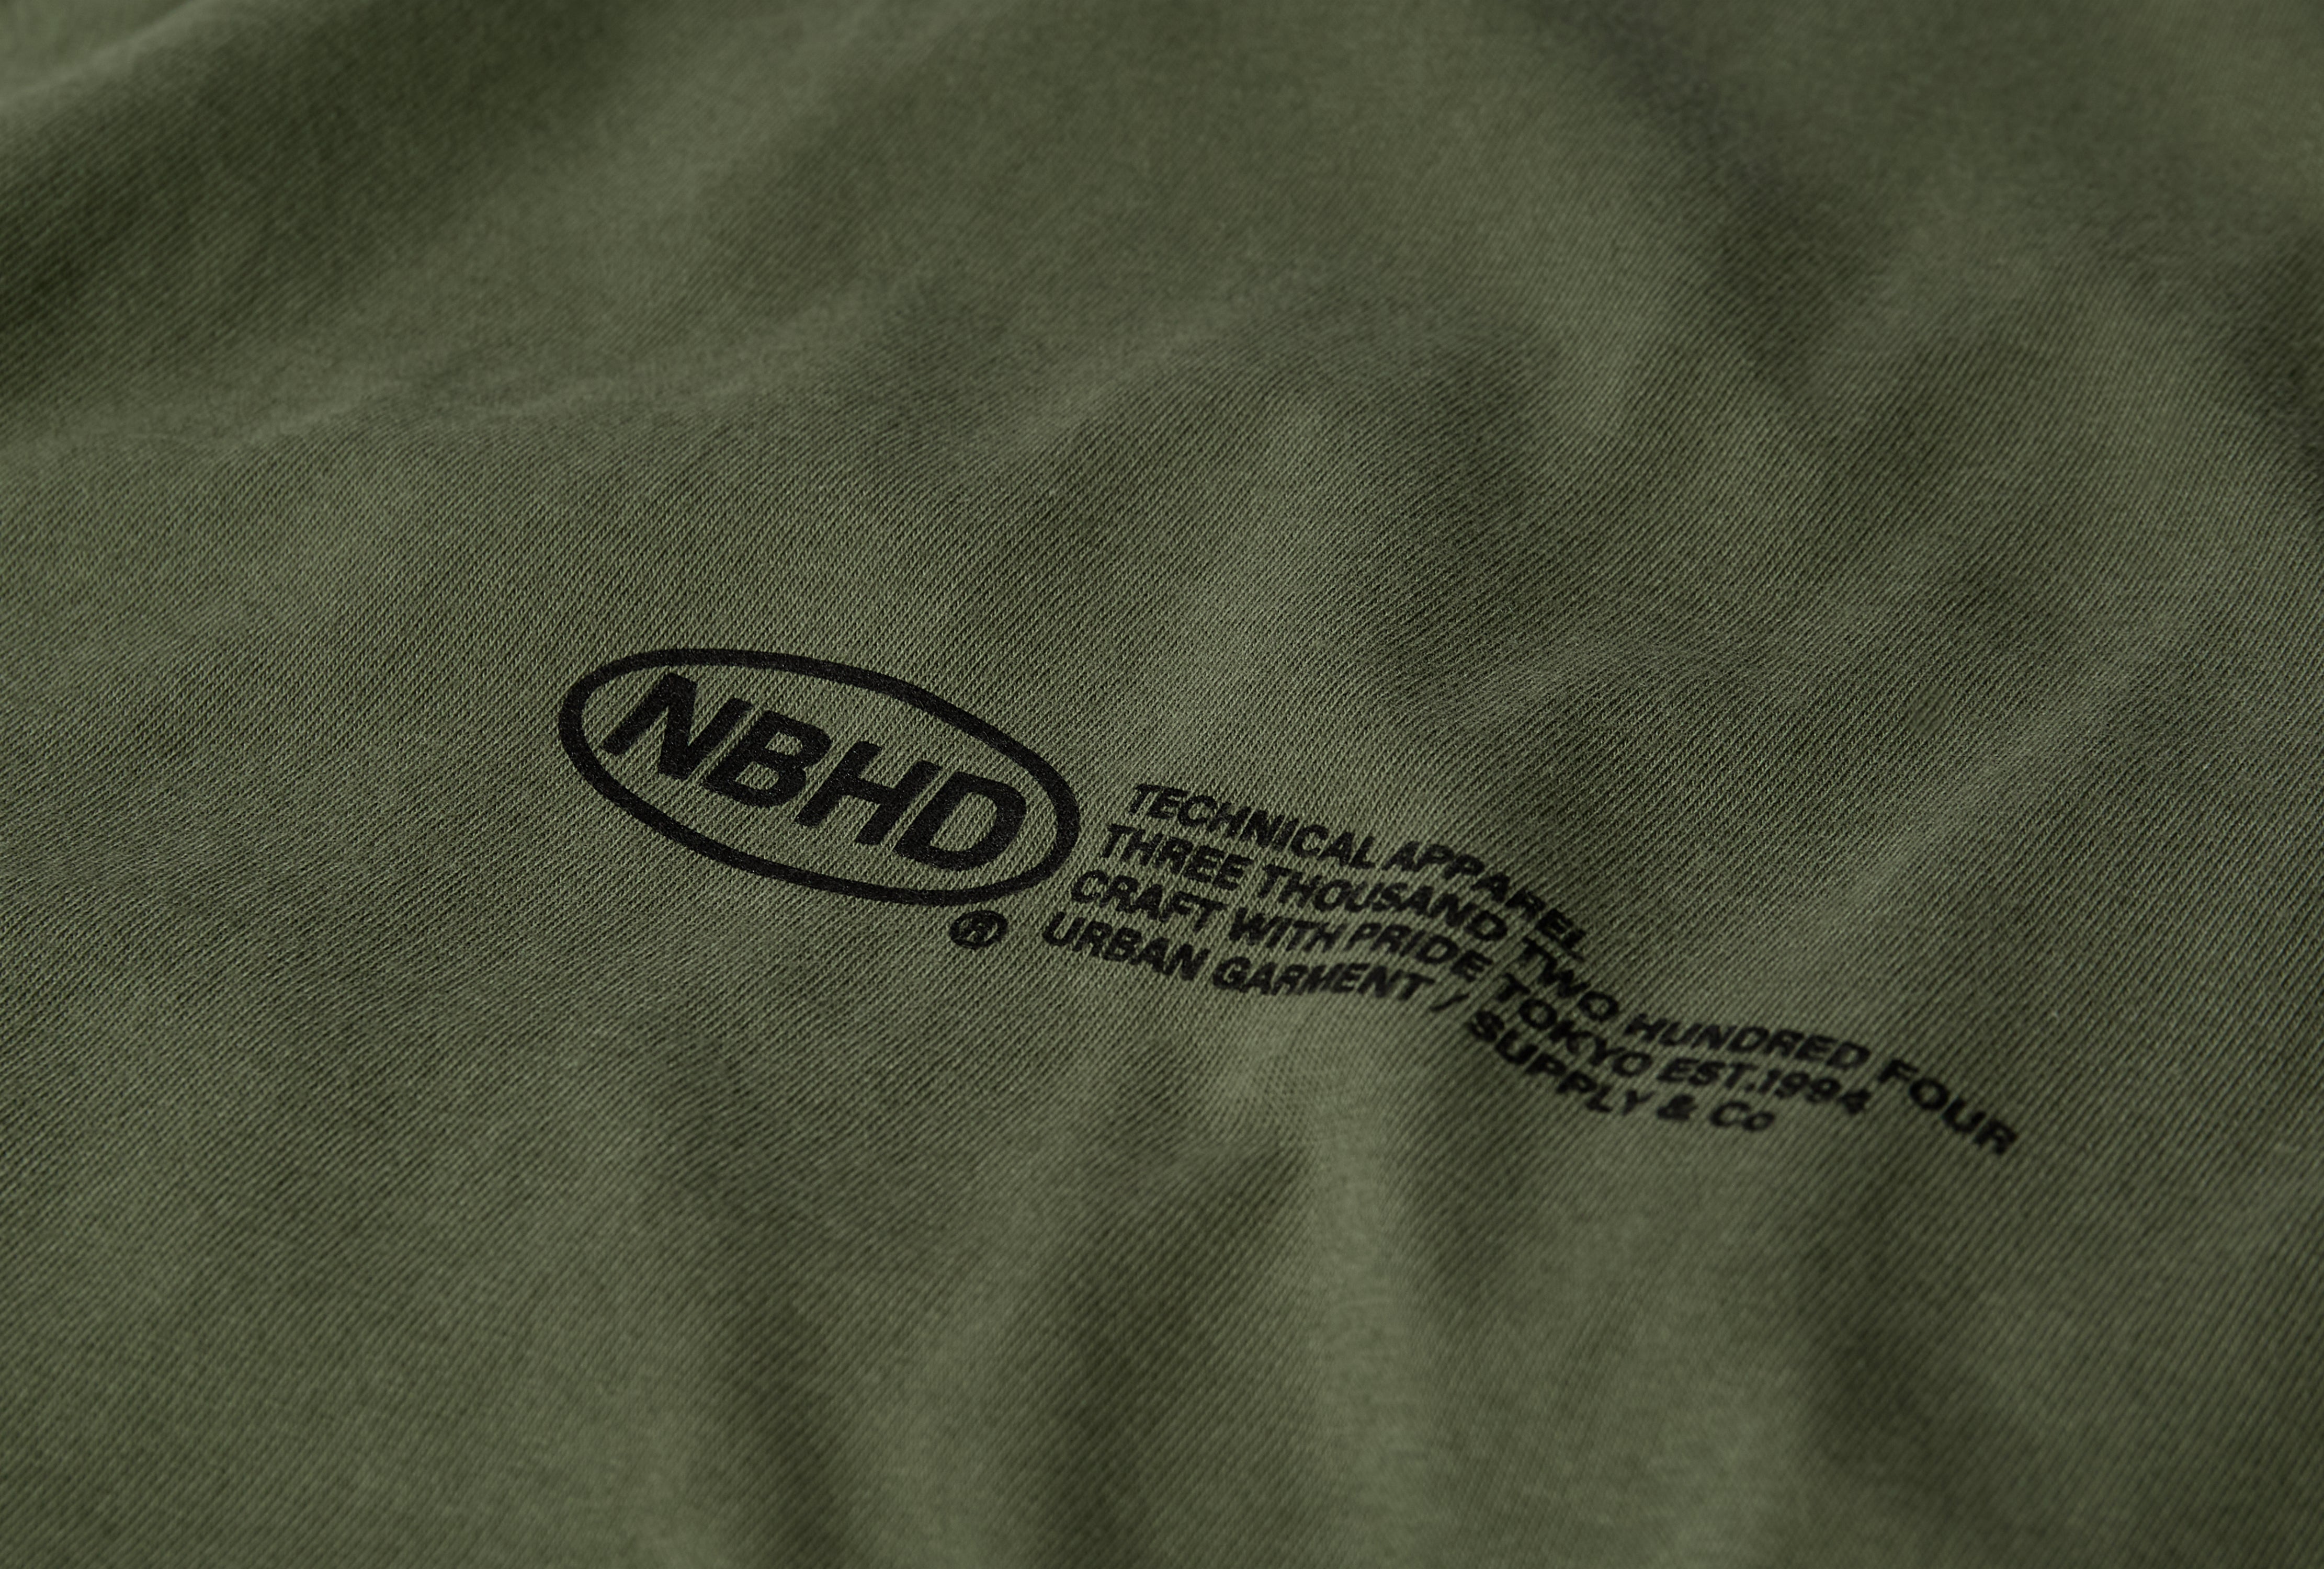 NBHD
®
TECHNICAL APPAREL
THREE THOUSAND TWO HUNDRED FOUR
CRAFT WITH PRIDE TOKYO EST.1994
URBAN GARMENT / SUPPLY & Co